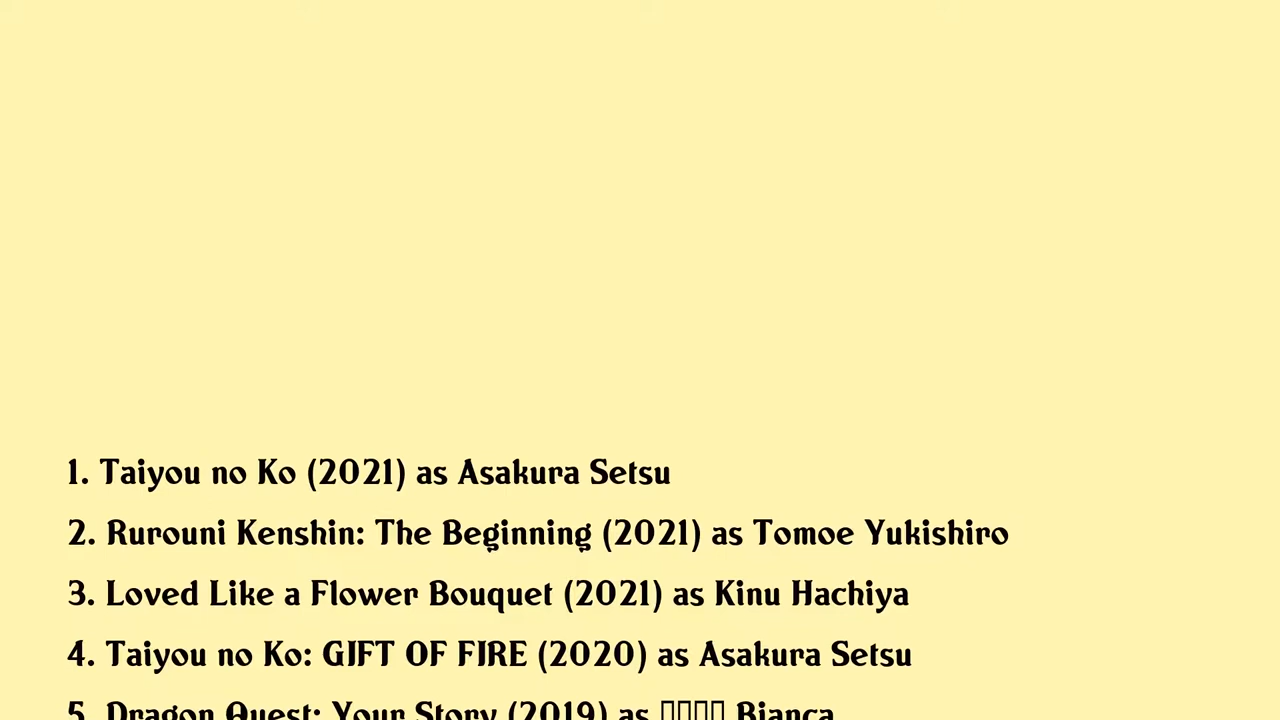 1. Taiyou no Ko (2021) as Asakura Setsu
2. Rurouni Kenshin: The Beginning (2021) as Tomoe Yukishiro
3. Loved Like a Flower Bouquet (2021) as Kinu Hachiya
4. Taiyou no Ko: GIFT OF FIRE (2020) as Asakura Setsu
5. Dragon Quest: Your Story (2019) as Bianca